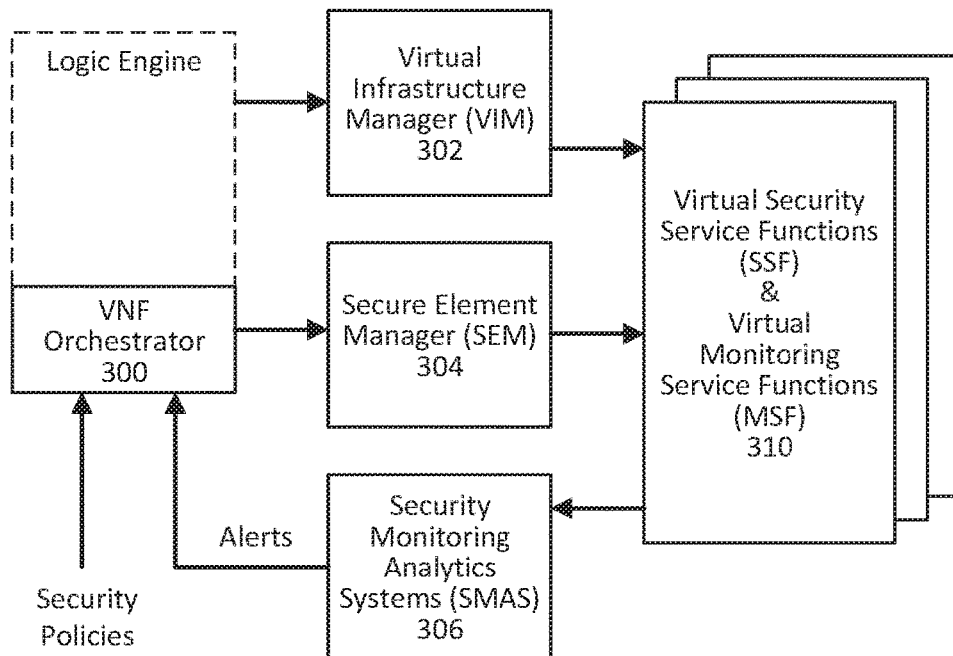 Logic Engine
VNF
Orchestrator
300
Virtual
Infrastructure
Manager (VIM)
302
Secure Element
Manager (SEM)
304
Security
Monitoring
Analytics
Systems (SMAS)
306
Virtual Security
Service Functions
(SSF)
&
Virtual
Monitoring
Service Functions
(MSF)
310
Alerts
Security
Policies